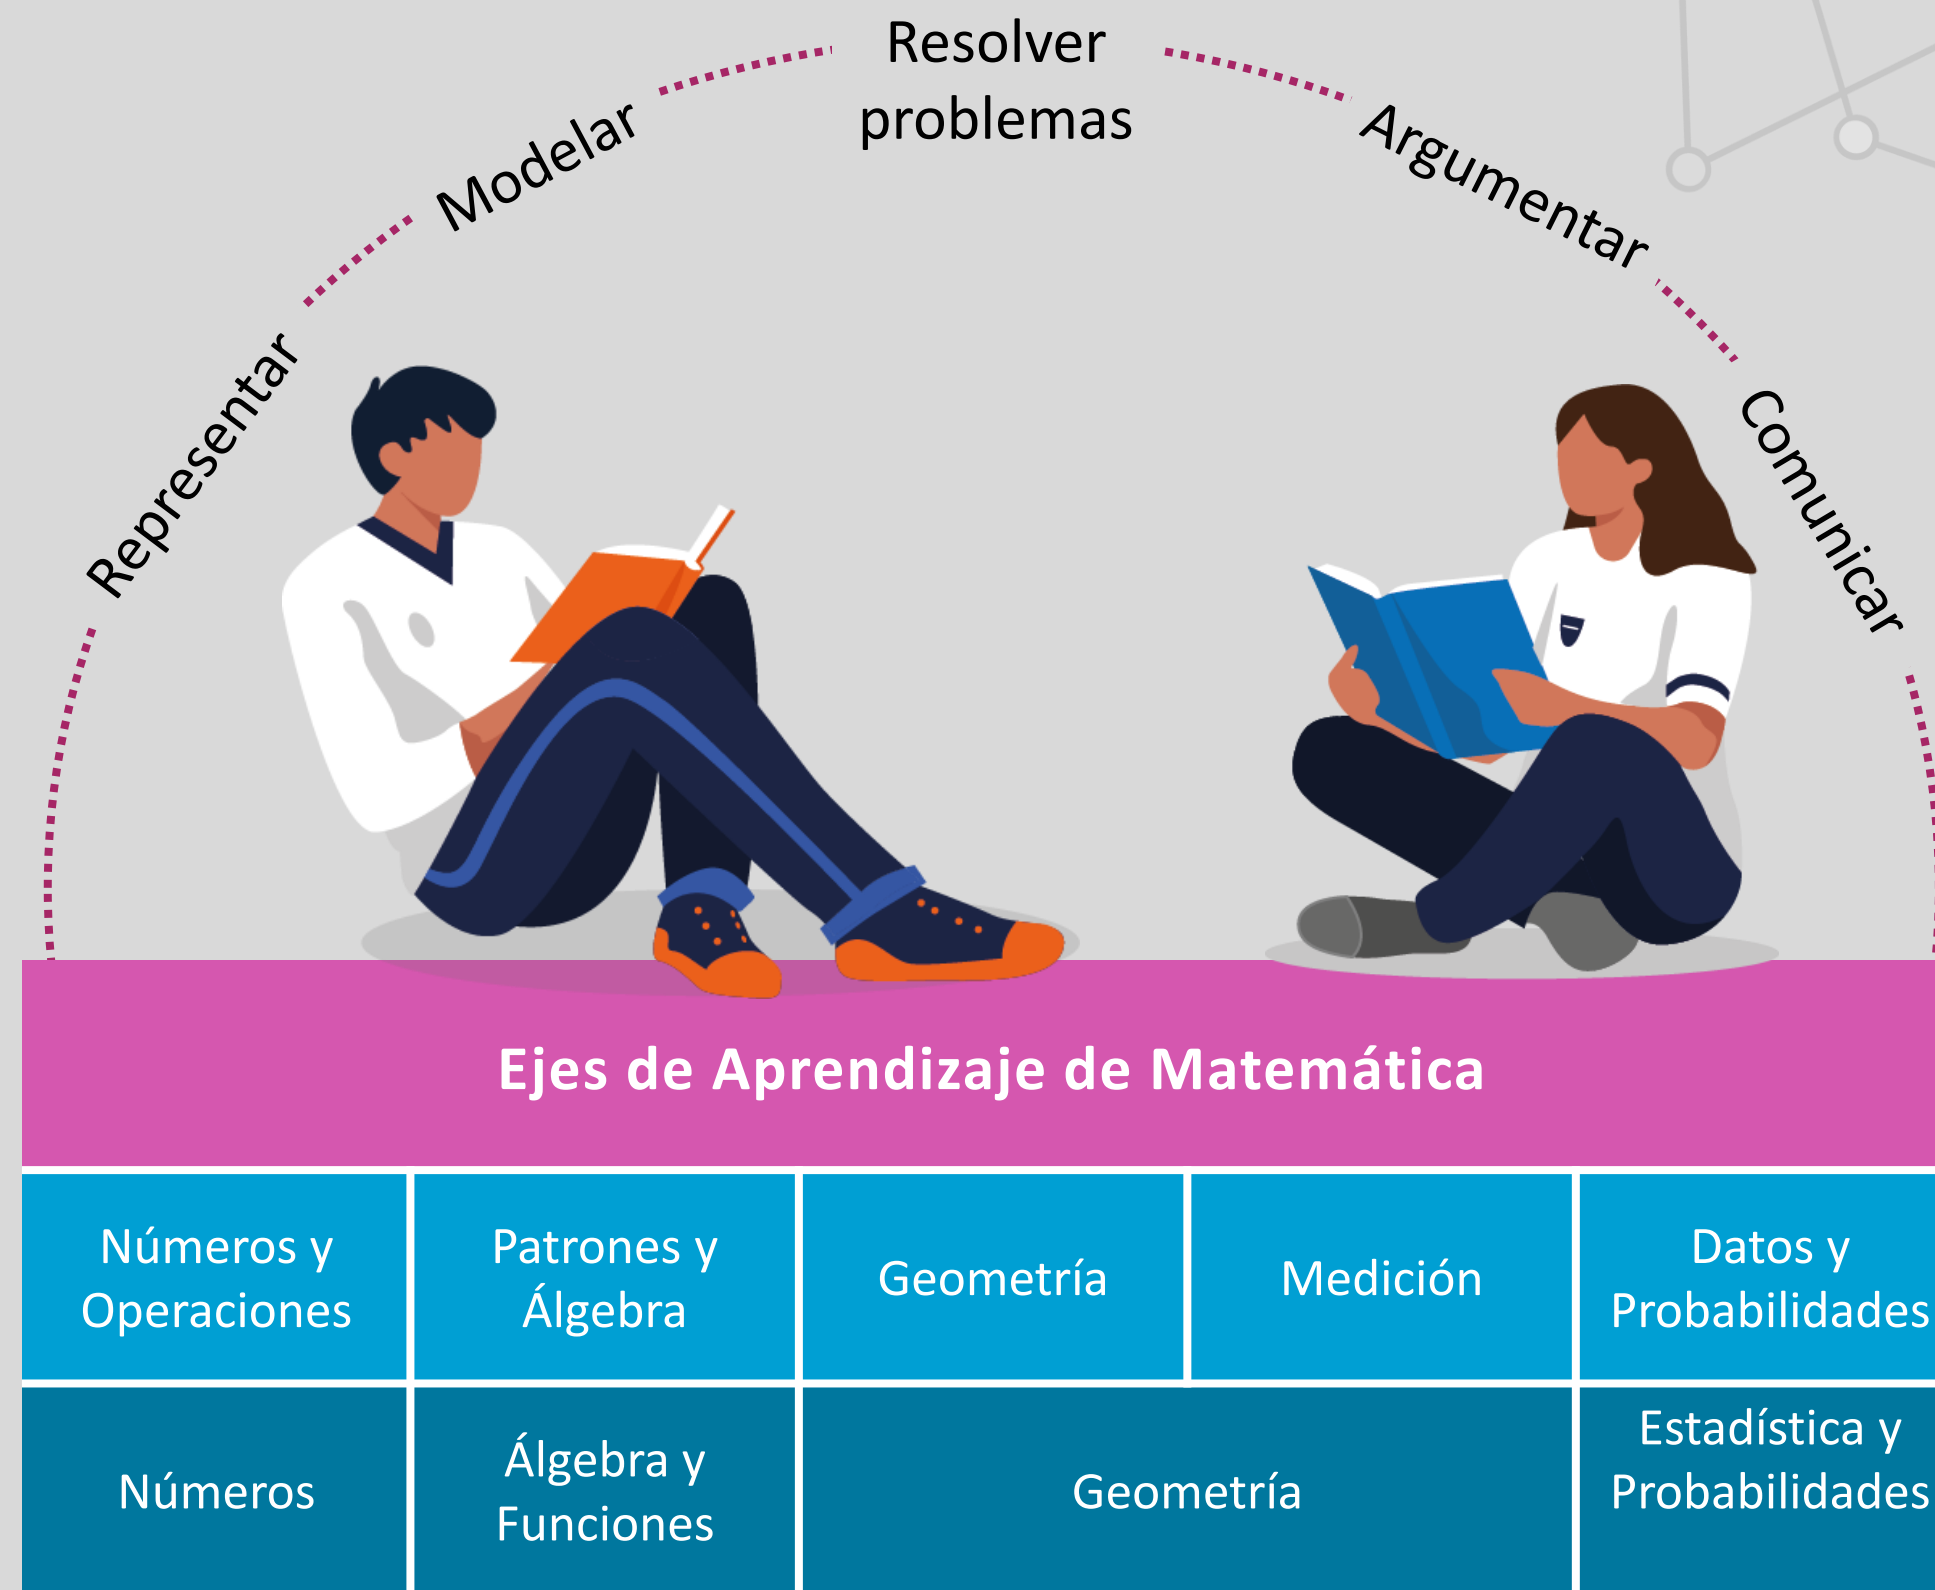 Resolver
problemas
Modelar
Argumentar
Representar
Comunicar
Ejes de Aprendizaje de Matemática
Números y
Operaciones
Patrones y
Álgebra
Geometría
Medición
Datos y
Probabilidades
Números
Álgebra y
Funciones
Geometría
Estadística y
Probabilidades